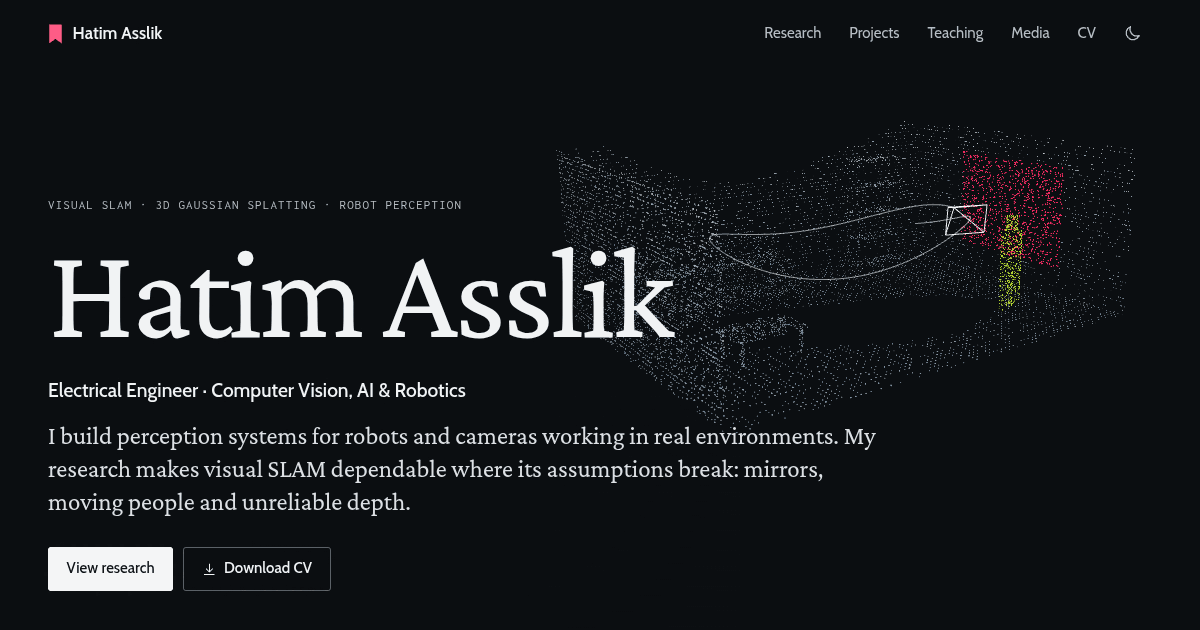 Hatim Asslik
Research
Projects
Teaching
Media
CV
VISUAL SLAM · 3D GAUSSIAN SPLATTING · ROBOT PERCEPTION
Hatim Asslik
Electrical Engineer · Computer Vision, AI & Robotics
I build perception systems for robots and cameras working in real environments. My
research makes visual SLAM dependable where its assumptions break: mirrors,
moving people and unreliable depth.
View research
Download CV